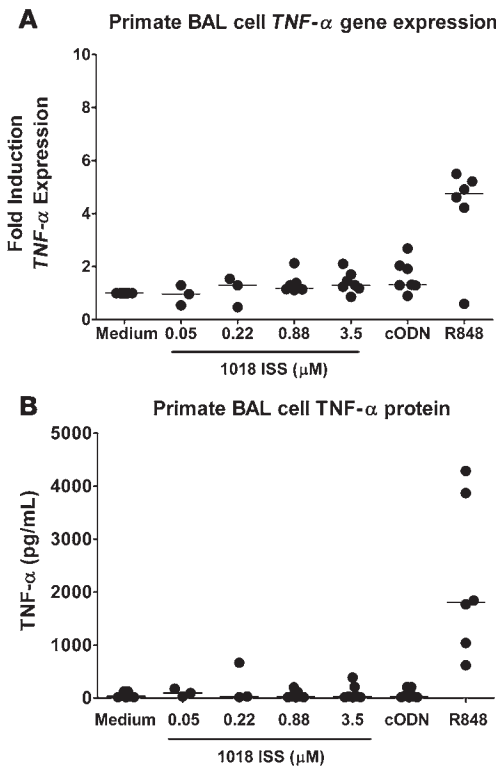 A Primate BAL cell TNF-α gene expression
Fold Induction
TNF-α Expression
10
8
6
4
2
0
Medium 0.05 0.22 0.88 3.5 cODN R848
1018 ISS (μM)
B Primate BAL cell TNF-α protein
TNF-α (pg/mL)
5000
4000
3000
2000
1000
0
Medium 0.05 0.22 0.88 3.5 cODN R848
1018 ISS (μM)